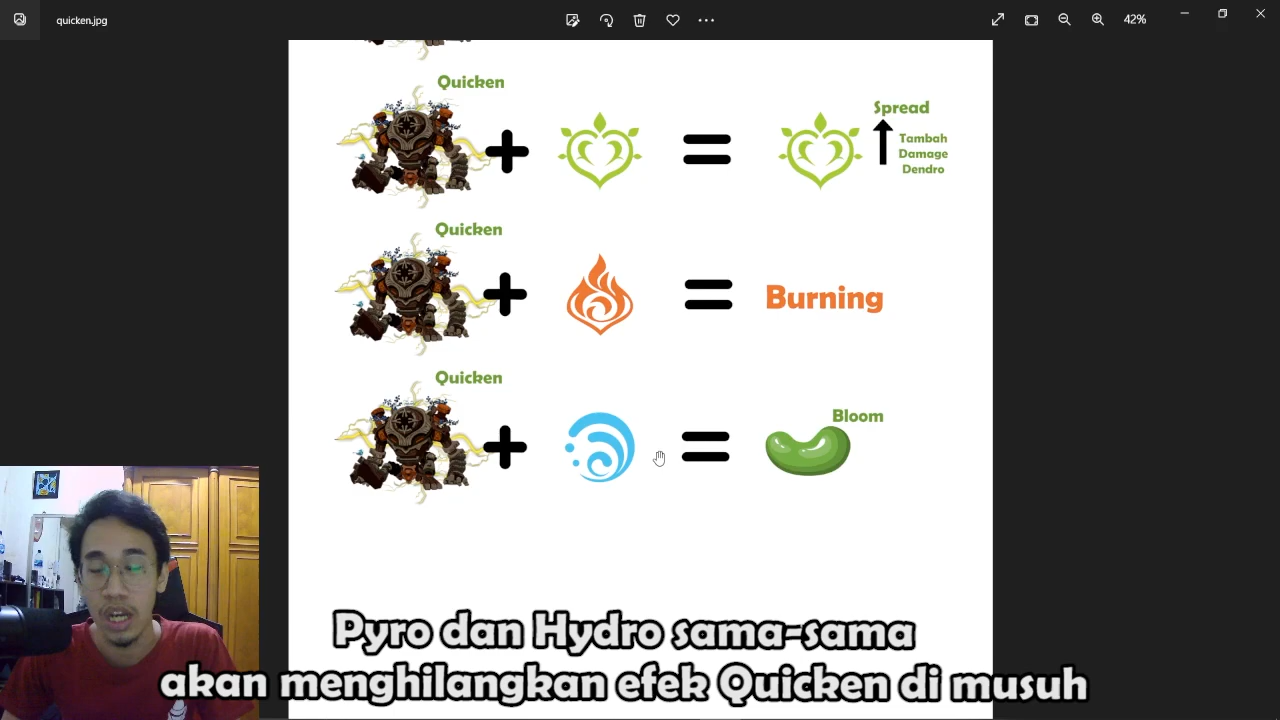 quicken.jpg
42%
Quicken
Spread
Tambah
Damage
Dendro
Quicken
Burning
Quicken
Bloom
Pyro dan Hydro sama-sama
akan menghilangkan efek Quicken di musuh